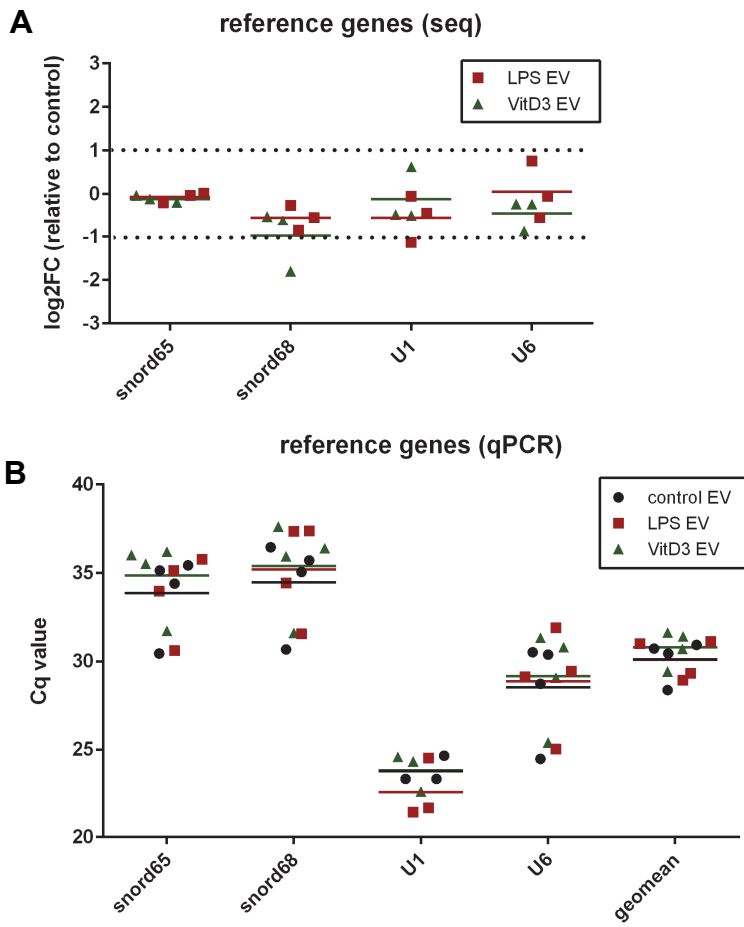 A
reference genes (seq)
log2FC (relative to control)
3
2
1
0
-1
-2
-3
LPS EV
VitD3 EV
snord65
snord68
U1
U6
B
reference genes (qPCR)
Cq value
40
35
30
25
20
control EV
LPS EV
VitD3 EV
snord65
snord68
U1
U6
geomean